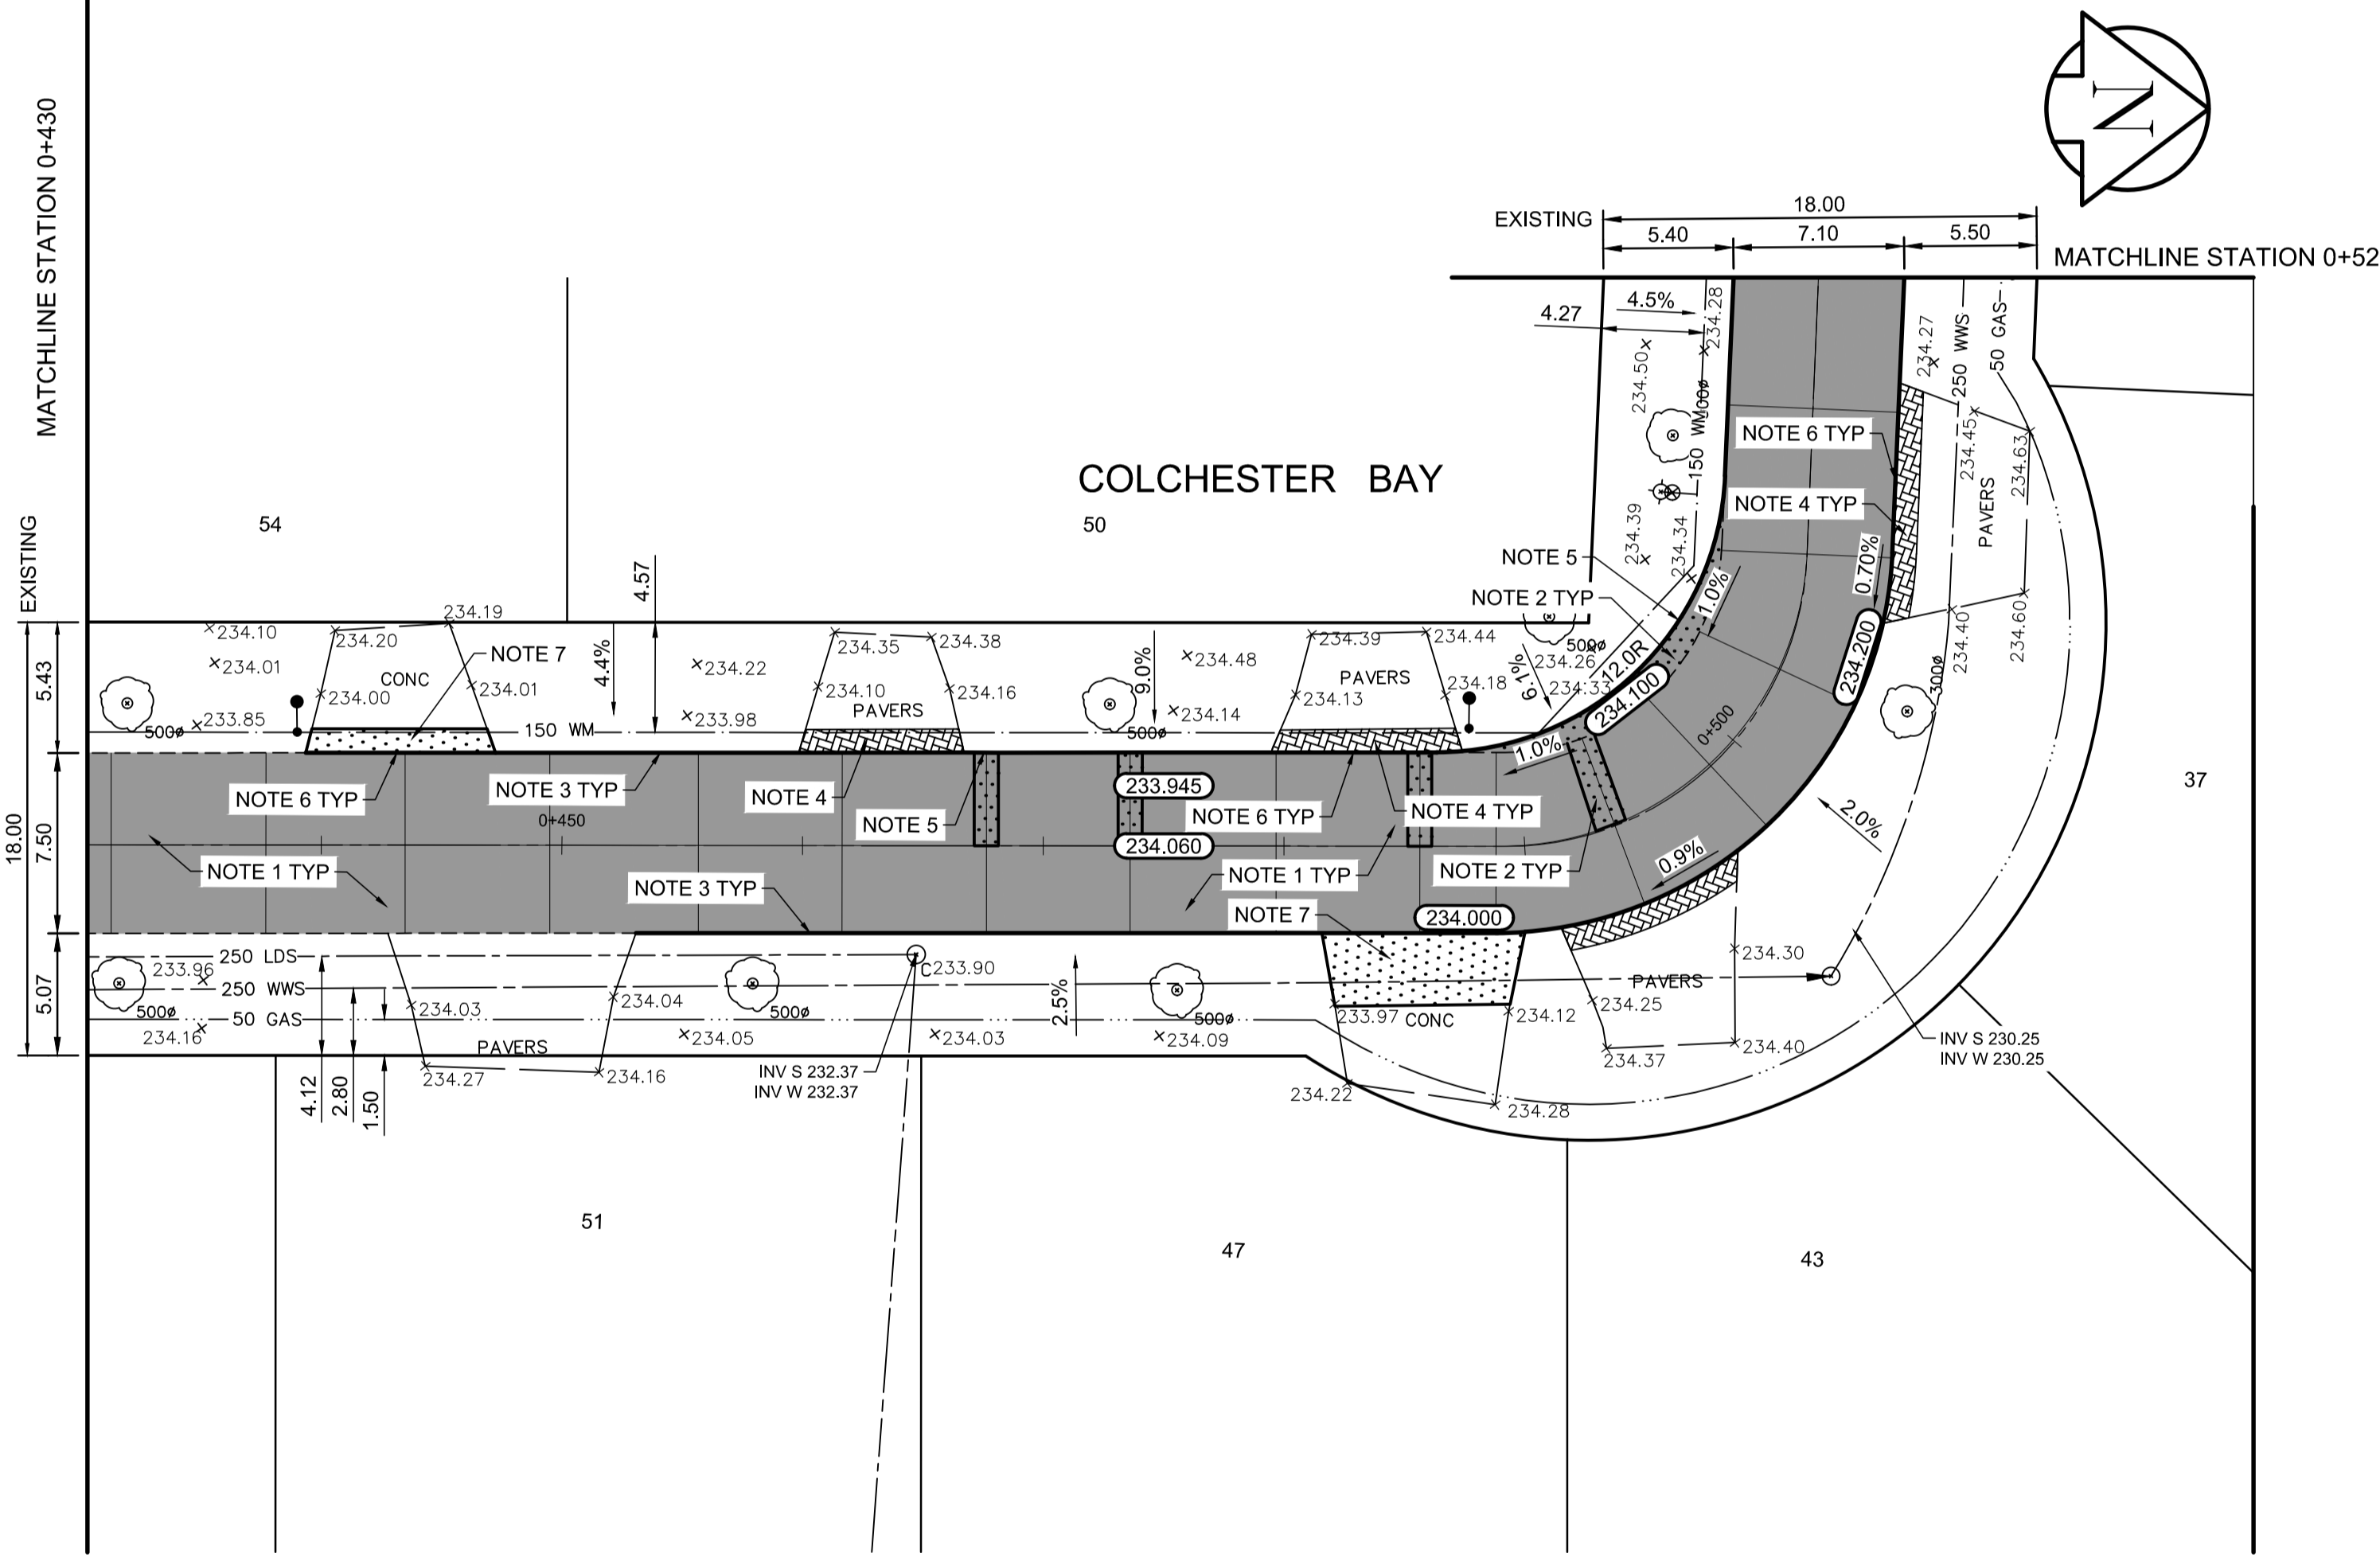 N
MATCHLINE STATION 0+430
EXISTING
18.00
5.40
7.10
5.50
MATCHLINE STATION 0+52
4.27
4.5%
234.28
234.50
150 WM
234.39
234.34
234.27
250 WWS
50 GAS
234.45
234.63
PAVERS
234.40
234.60
300ø
NOTE 6 TYP
NOTE 4 TYP
0.70%
234.200
COLCHESTER BAY
54
50
37
NOTE 5
NOTE 2 TYP
1.0%
EXISTING
18.00
5.43
7.50
5.07
234.10
234.01
233.85
500ø
234.20
234.19
234.00
CONC
234.01
NOTE 7
150 WM
4.4%
4.57
234.22
233.98
234.35
234.38
234.10
234.16
PAVERS
9.0%
234.48
234.14
500ø
234.39
234.44
PAVERS
234.13
234.18
6.1%
234.26
500ø
234.33
12.0R
234.100
1.0%
0+500
NOTE 6 TYP
NOTE 3 TYP
0+450
NOTE 4
NOTE 5
233.945
234.060
NOTE 6 TYP
NOTE 4 TYP
NOTE 1 TYP
NOTE 3 TYP
NOTE 1 TYP
NOTE 2 TYP
0.9%
2.0%
NOTE 7
234.000
250 LDS
233.96
250 WWS
500ø
50 GAS
234.16
234.03
234.04
500ø
PAVERS
234.27
234.16
234.05
C233.90
234.03
2.5%
234.09
500ø
233.97
CONC
234.12
234.22
234.28
PAVERS
234.30
234.25
234.37
234.40
INV S 232.37
INV W 232.37
INV S 230.25
INV W 230.25
4.12
2.80
1.50
51
47
43